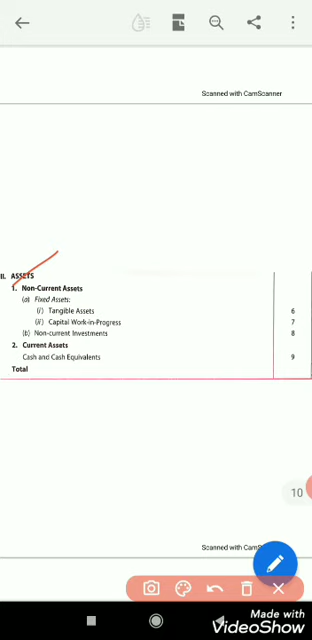 Scanned with CamScanner
II. ASSETS
1. Non-Current Assets
(a) Fixed Assets:
(i) Tangible Assets 6
(ii) Capital Work-in-Progress 7
(b) Non-current Investments 8
2. Current Assets
Cash and Cash Equivalents 9
Total
10
Scanned with CamS
Made with
VideoShow